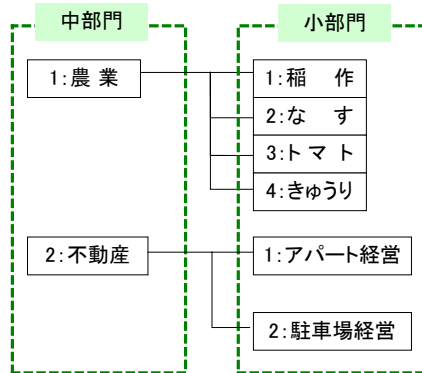 中部門
小部門
1:農 業
1:稲　作
2:な　す
3:ト マ ト
4:きゅうり
2:不動産
1:アパート経営
2:駐車場経営